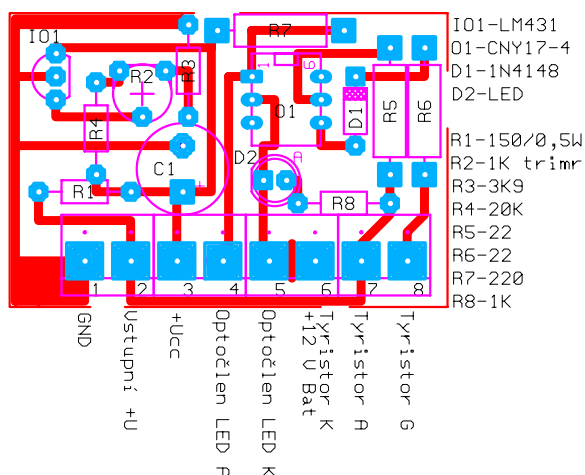 IO1-LM431
O1-CNY17-4
D1-1N4148
D2-LED
R1-150/0,5W
R2-1K trimr
R3-3K9
R4-20K
R5-22
R6-22
R7-220
R8-1K
IO1
R2
R3
R7
1
6
O1
D1
R5
R6
R4
C1
+
D2
A
R1
R8
1
2
3
4
5
6
7
8
GND
Vstupní +U
+Ucc
Optočlen LED A
Optočlen LED K
+12 V Bat
Tyristor K
Tyristor A
Tyristor G